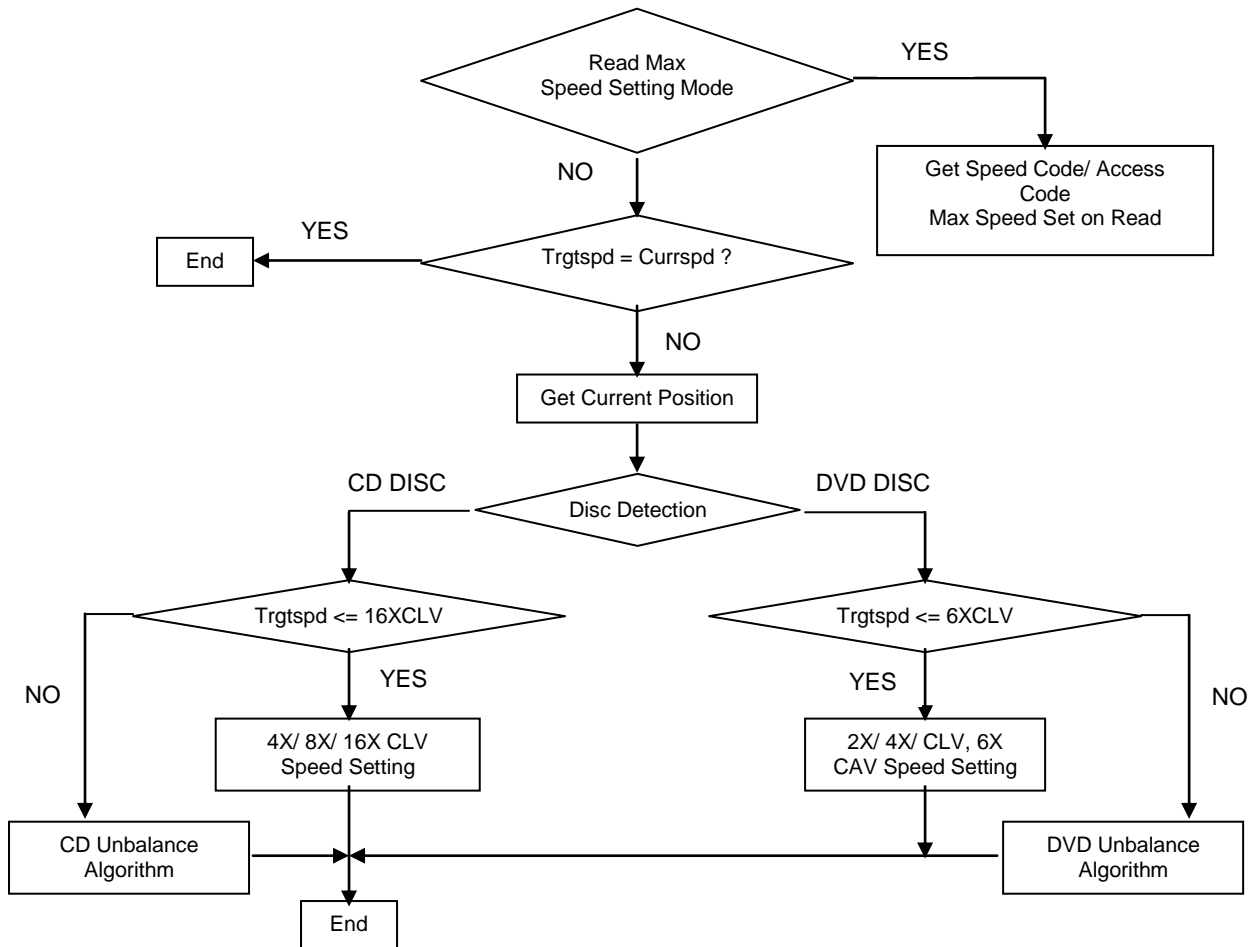 Read Max
Speed Setting Mode
YES
Get Speed Code/ Access
Code
Max Speed Set on Read
NO
YES
End
Trgtspd = Currspd ?
NO
Get Current Position
CD DISC
Disc Detection
DVD DISC
Trgtspd <= 16XCLV
Trgtspd <= 6XCLV
NO
YES
YES
NO
4X/ 8X/ 16X CLV
Speed Setting
2X/ 4X/ CLV, 6X
CAV Speed Setting
CD Unbalance
Algorithm
DVD Unbalance
Algorithm
End